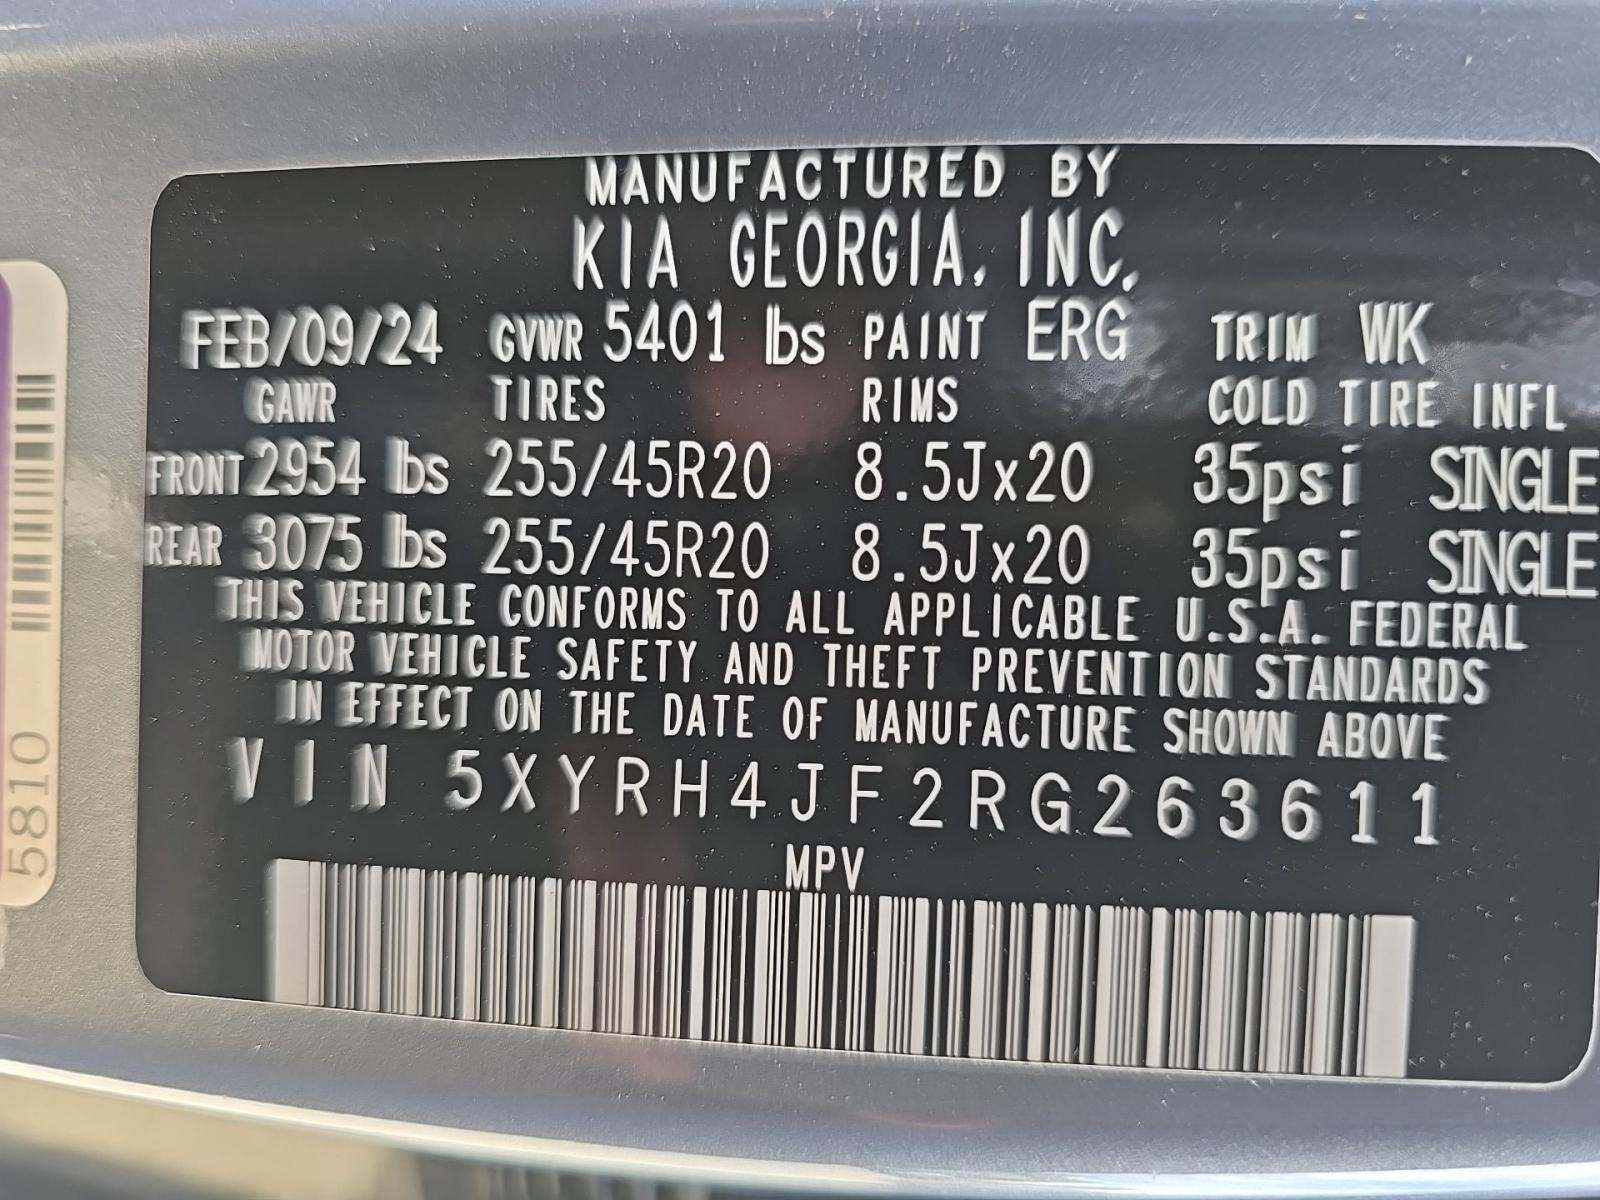 MANUFACTURED BY
KIA GEORGIA, INC.
FEB/09/24 GVWR 5401 lbs PAINT ERG TRIM WK
GAWR TIRES RIMS COLD TIRE INFL
FRONT 2954 lbs 255/45R20 8.5Jx20 35psi SINGLE
REAR 3075 lbs 255/45R20 8.5Jx20 35psi SINGLE
THIS VEHICLE CONFORMS TO ALL APPLICABLE U.S.A. FEDERAL
MOTOR VEHICLE SAFETY AND THEFT PREVENTION STANDARDS
IN EFFECT ON THE DATE OF MANUFACTURE SHOWN ABOVE
VIN 5XYRH4JF2RG263611
MPV
5810